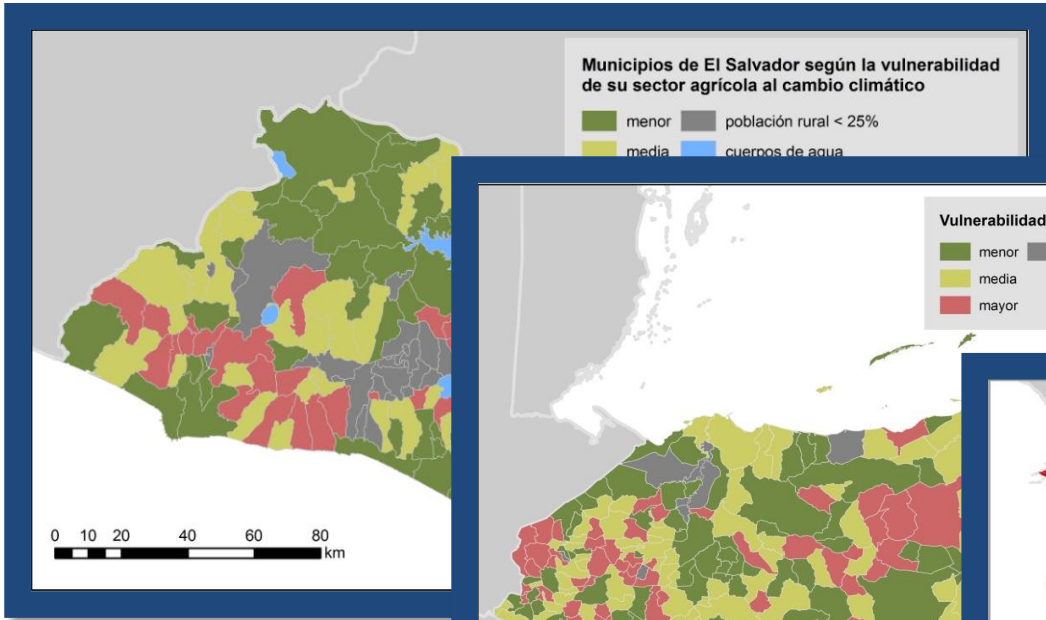 Municipios de El Salvador según la vulnerabilidad
de su sector agrícola al cambio climático
menor población rural < 25%
media cuerpos de agua
0 10 20 40 60 80
km
Vulnerabilidad
menor
media
mayor